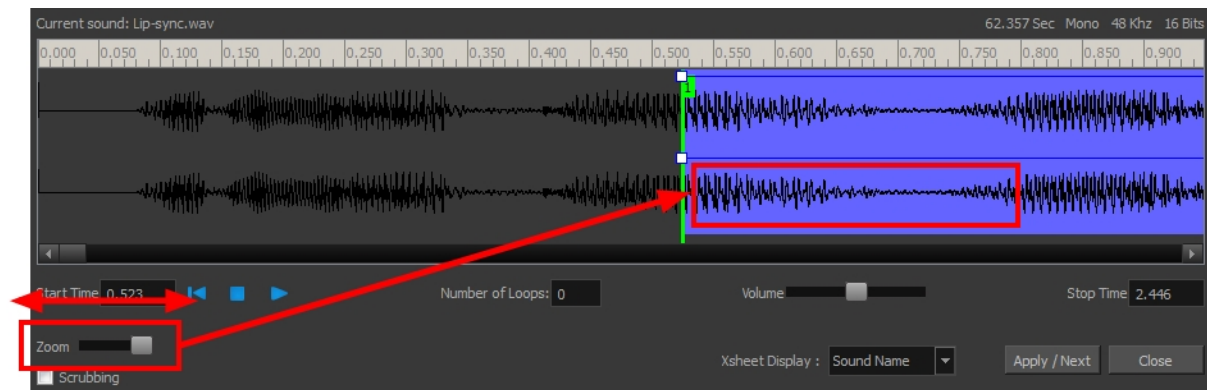 Current sound: Lip-sync.wav 62.357 Sec Mono 48 Khz 16 Bits
0.000 0.050 0.100 0.150 0.200 0.250 0.300 0.350 0.400 0.450 0.500 0.550 0.600 0.650 0.700 0.750 0.800 0.850 0.900
1
Start Time 0.523 Number of Loops: 0 Volume Stop Time 2.446
Zoom
Xsheet Display : Sound Name Apply / Next Close
Scrubbing